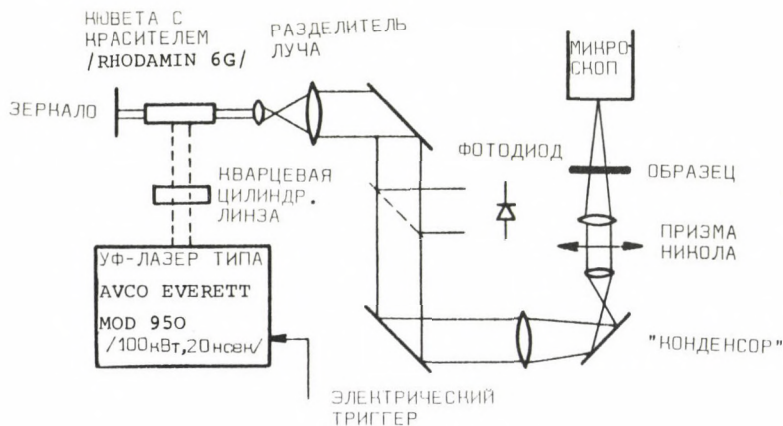 КЮВЕТА С
КРАСИТЕЛЕМ
/RHODAMIN 6G/
РАЗДЕЛИТЕЛЬ
ЛУЧА
МИКРО-
СКОП
ЗЕРКАЛО
ФОТОДИОД
ОБРАЗЕЦ
КВАРЦЕВАЯ
ЦИЛИНДР.
ЛИНЗА
ПРИЗМА
НИКОЛА
УФ-ЛАЗЕР ТИПА
AVCO EVERETT
MOD 950
/100кВт,20нсек/
"КОНДЕНСОР"
ЭЛЕКТРИЧЕСКИЙ
ТРИГГЕР